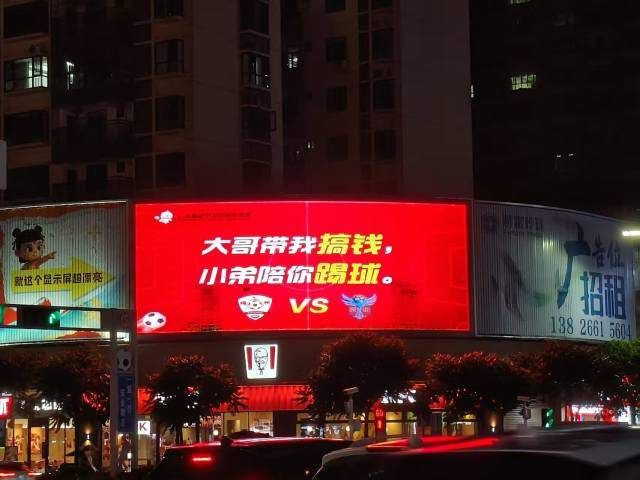 大哥带我搞钱，
小弟陪你踢球。
VS
就这个显示屏超漂亮
广告位
招租
138 2661 5604
K